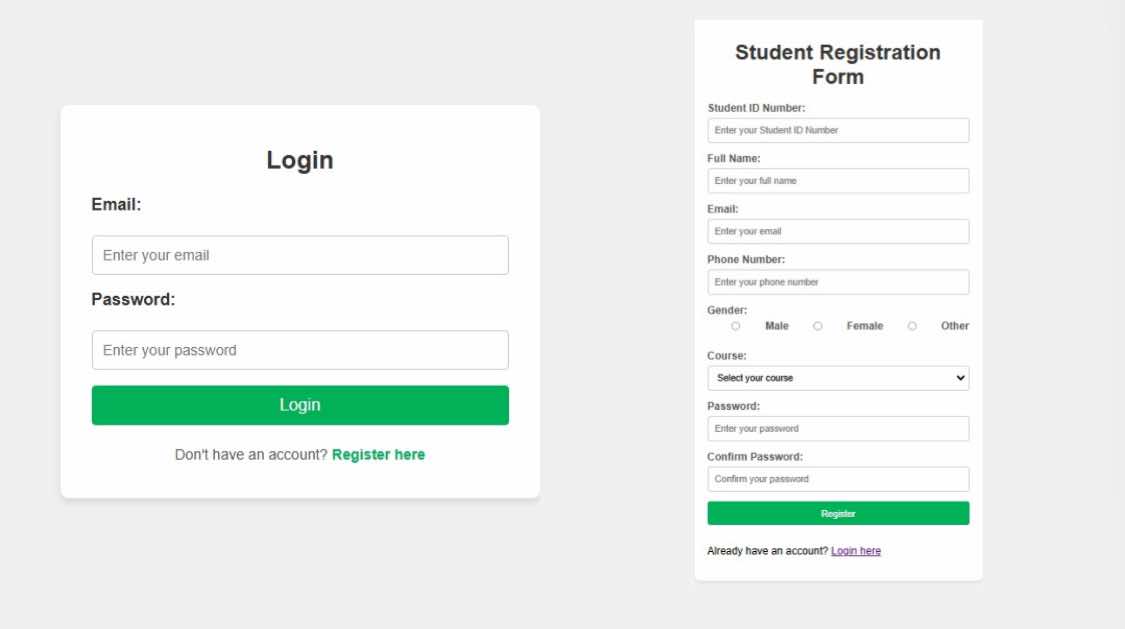 Login
Email:
Enter your email
Password:
Enter your password
Login
Don't have an account? Register here
Student Registration
Form
Student ID Number:
Enter your Student ID Number
Full Name:
Enter your full name
Email:
Enter your email
Phone Number:
Enter your phone number
Gender:
Male Female Other
Course:
Select your course
Password:
Enter your password
Confirm Password:
Confirm your password
Register
Already have an account? Login here